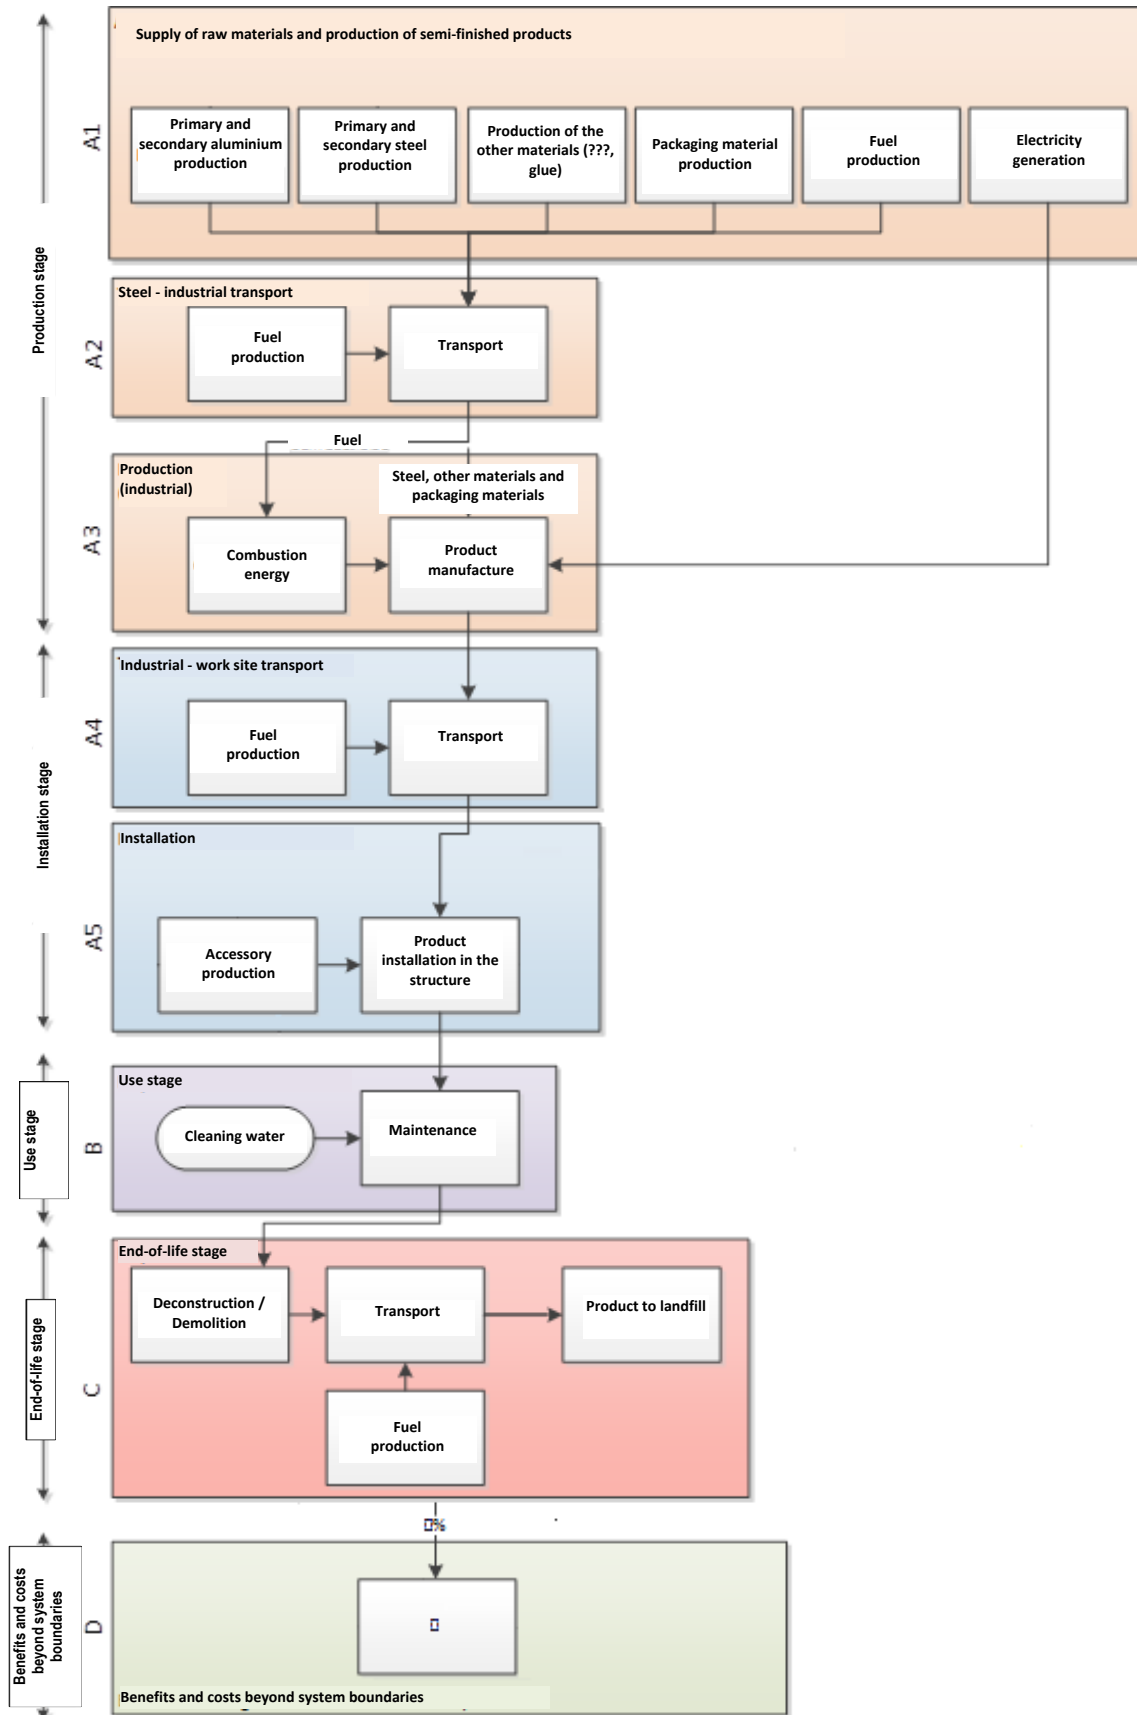 Supply of raw materials and production of semi-finished products
A1
Primary and
secondary aluminium
production
Primary and
secondary steel
production
Production of the
other materials (???,
glue)
Packaging material
production
Fuel
production
Electricity
generation
Production stage
Steel - industrial transport
A2
Fuel
production
Transport
Fuel
Production
(industrial)
Steel, other materials and
packaging materials
A3
Combustion
energy
Product
manufacture
Installation stage
Industrial - work site transport
A4
Fuel
production
Transport
Installation
A5
Accessory
production
Product
installation in the
structure
Use stage
B
Use stage
Cleaning water
Maintenance
End-of-life stage
C
End-of-life stage
Deconstruction /
Demolition
Transport
Product to landfill
Fuel
production
%
Benefits and costs
beyond system
boundaries
D
Benefits and costs beyond system boundaries